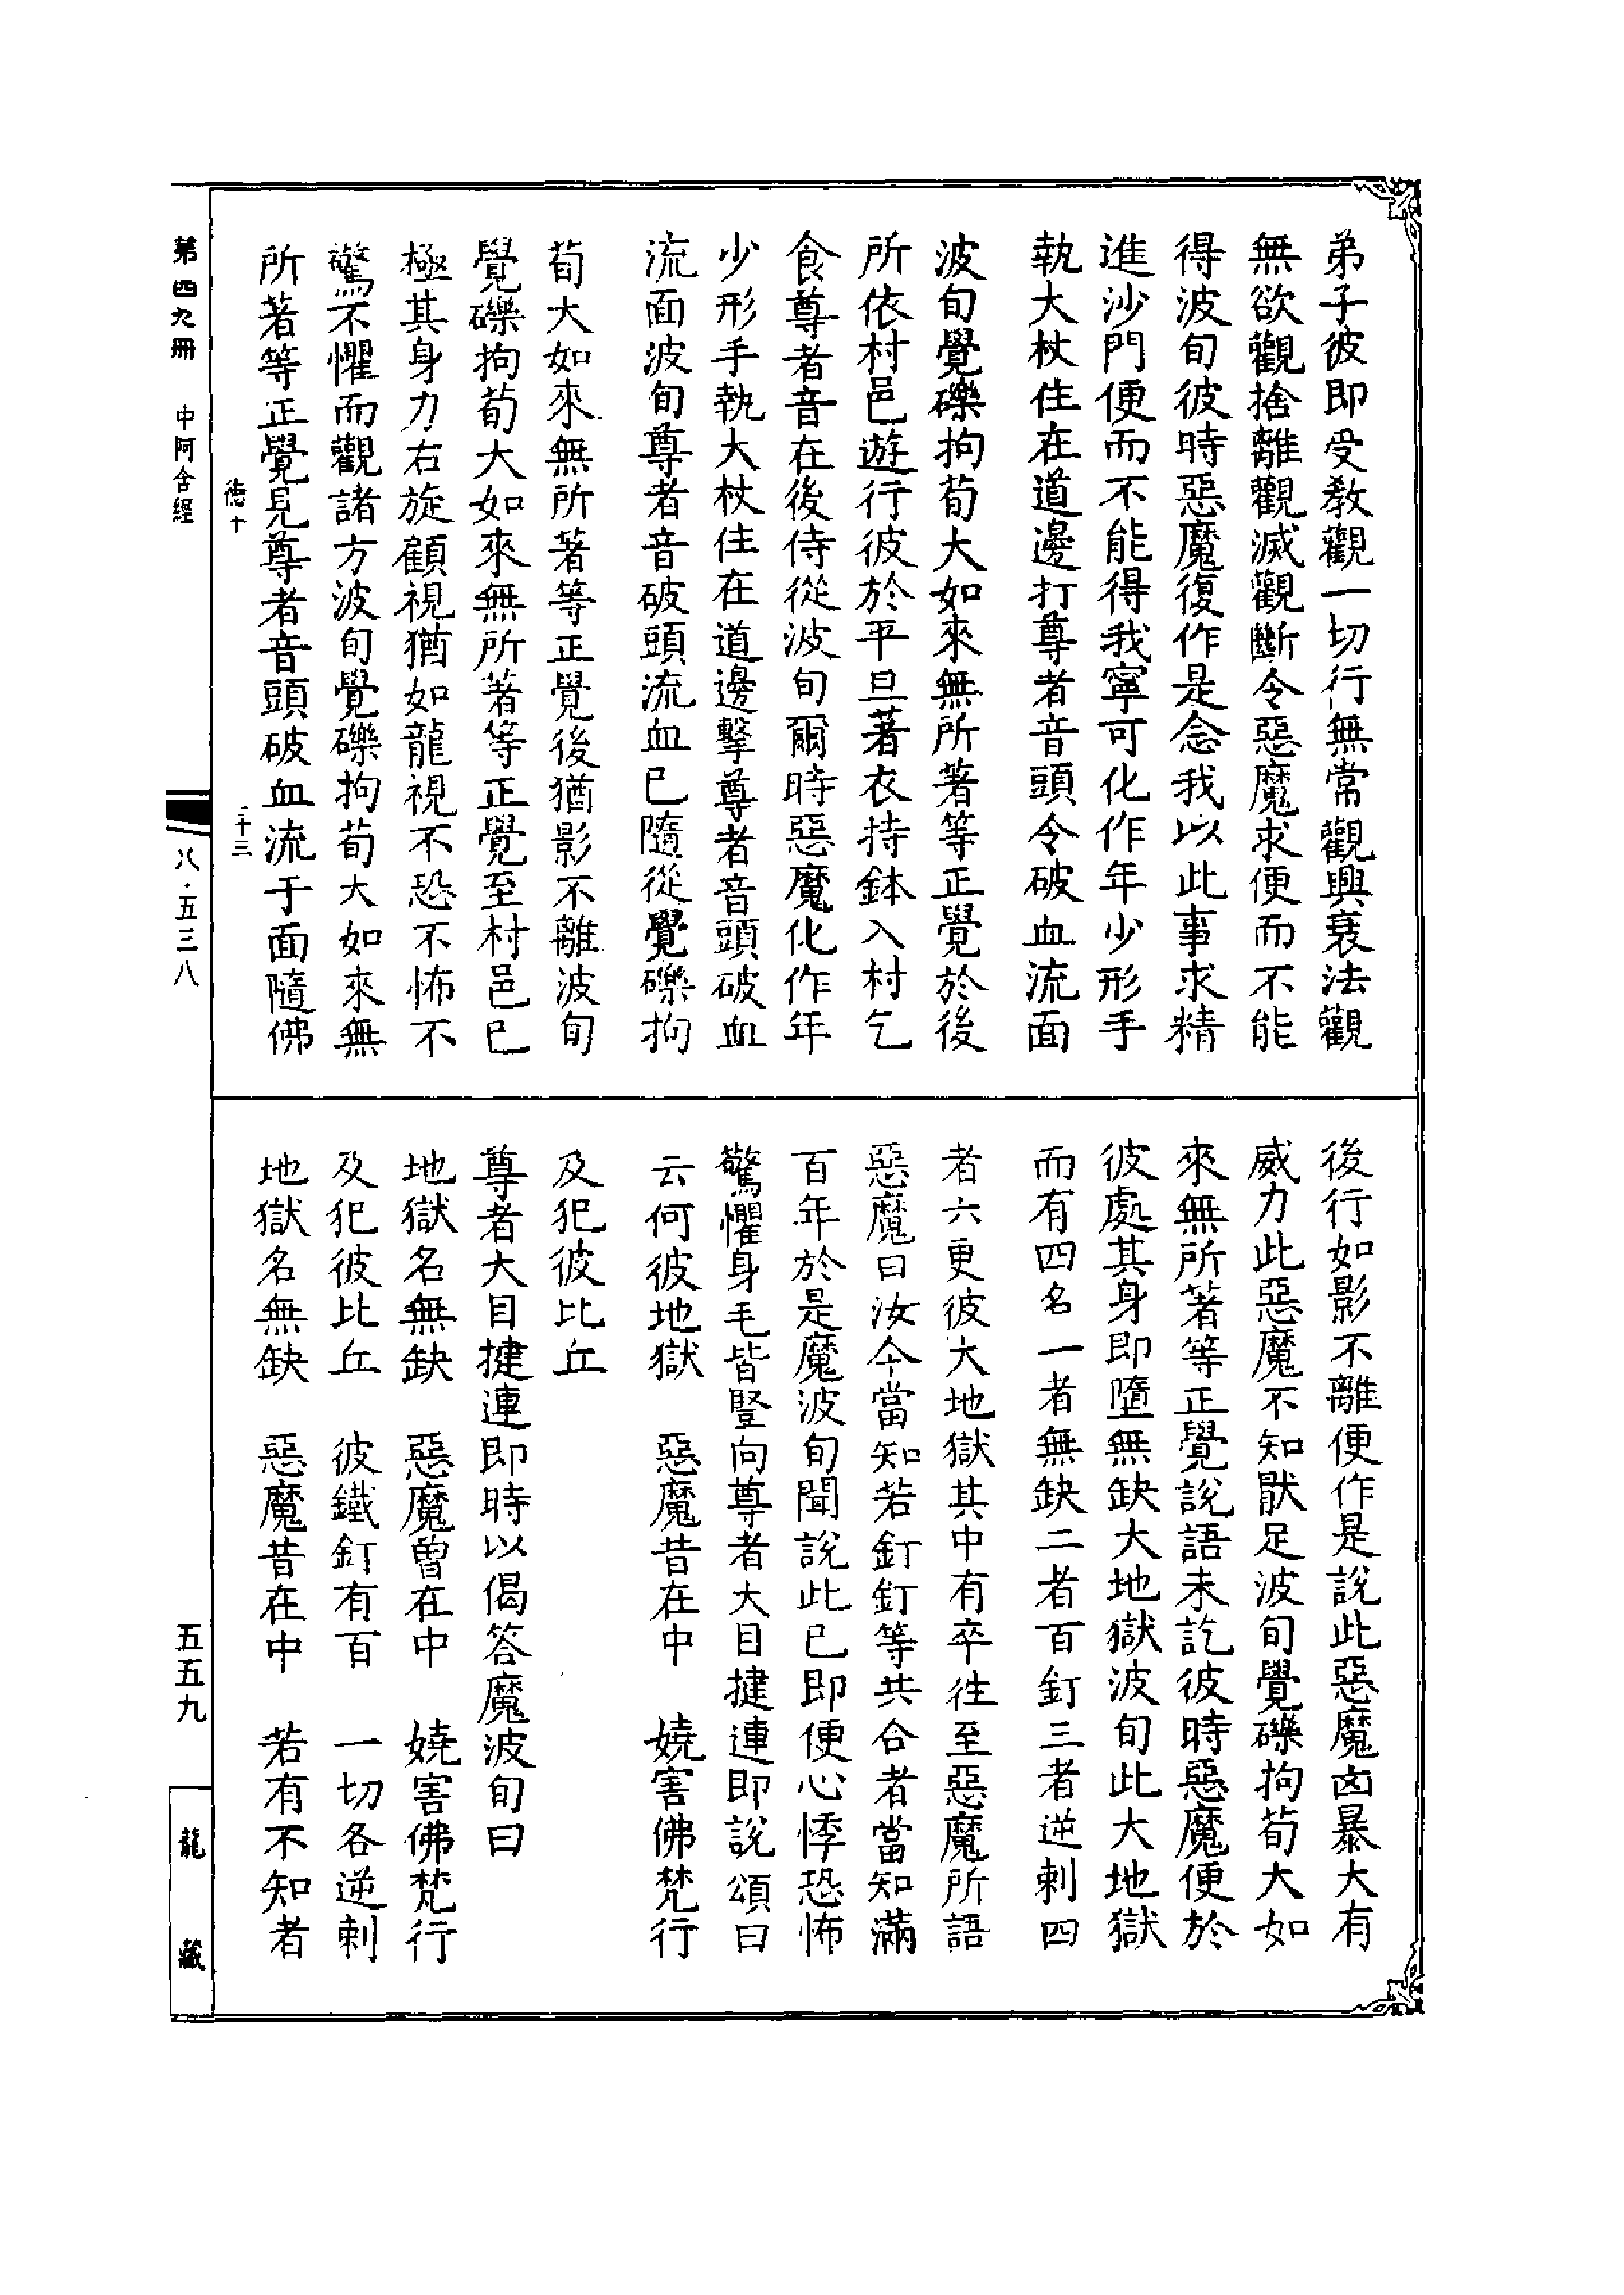 弟子彼即受教觀一切行無常觀興衰法觀
無欲觀捨離觀滅觀斷令惡魔求便而不能
得波旬彼時惡魔復作是念我以此事求精
進沙門便而不能得我寧可化作年少形手
執大杖住在道邊打尊者音頭令破血流面
波旬覺礫拘荀大如來無所著等正覺於後
所依村邑遊行彼於平旦著衣持鉢入村乞
食尊者音在後侍從波旬爾時惡魔化作年
少形手執大杖住在道邊擊尊者音頭破血
流面波旬尊者音破頭流血已隨從覺礫拘
荀大如來無所著等正覺後猶影不離波旬
覺礫拘荀大如來無所著等正覺至村邑已
極其身力右旋顧視猶如龍視不恐不怖不
驚不懼而觀諸方波旬覺礫拘荀大如來無
所著等正覺見尊者音頭破血流于面隨佛
後行如影不離便作是說此惡魔凶暴大有
威力此惡魔不知猒足波旬覺礫拘荀大如
來無所著等正覺說語未訖彼時惡魔便於
彼處其身即墮無缺大地獄波旬此大地獄
而有四名一者無缺二者百釘三者逆刺四
者六更彼大地獄其中有卒往至惡魔所語
惡魔曰汝今當知若釘釘等共合者當知滿
百年於是魔波旬聞說此已即便心悸恐怖
驚懼身毛皆豎向尊者大目揵連即說頌曰
云何彼地獄　惡魔昔在中　嬈害佛梵行
及犯彼比丘
尊者大目揵連即時以偈答魔波旬曰
地獄名無缺　惡魔曾在中　嬈害佛梵行
及犯彼比丘　彼鐵釘有百　一切各逆刺
地獄名無缺　惡魔昔在中　若有不知者
德十　二十三
第四九冊　中阿含經　八·五三八　五五九　龍藏